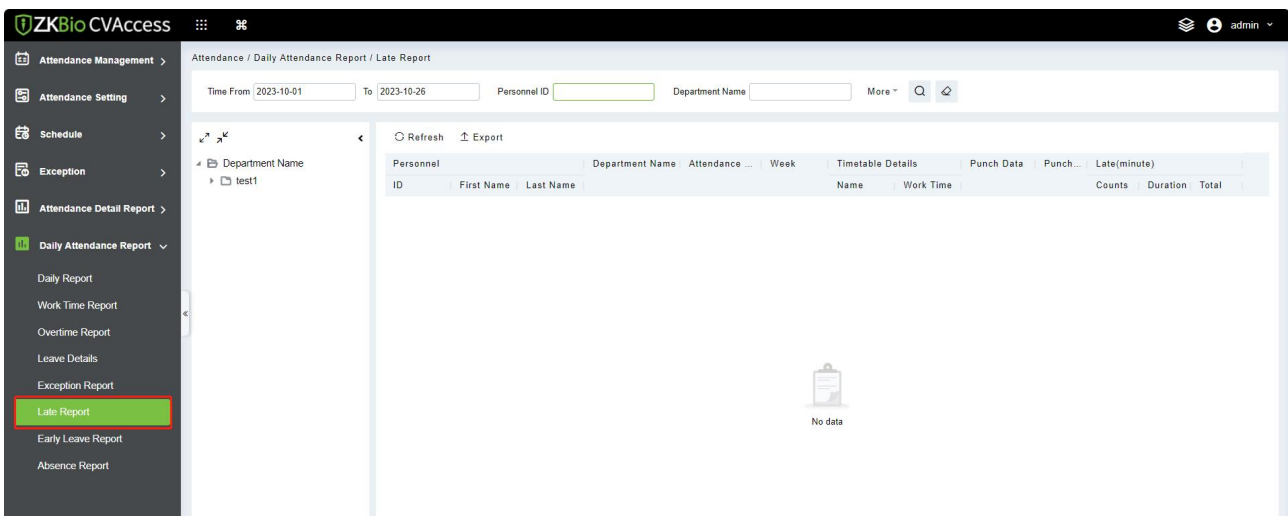 ZKBio CVAccess admin
Attendance Management
Attendance Setting
Schedule
Exception
Attendance Detail Report
Daily Attendance Report
Daily Report
Work Time Report
Overtime Report
Leave Details
Exception Report
Late Report
Early Leave Report
Absence Report
Attendance / Daily Attendance Report / Late Report
Time From 2023-10-01 To 2023-10-26 Personnel ID Department Name More
Department Name
test1
Refresh Export
Personnel Department Name Attendance ... Week Timetable Details Punch Data Punch... Late(minute)
ID First Name Last Name Name Work Time Counts Duration Total
No data